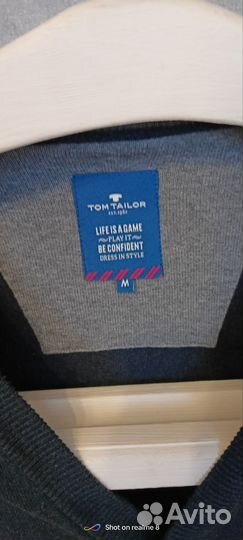 TOM TAILOR
EST. 1962
LIFE IS A GAME
PLAY IT
BE CONFIDENT
DRESS IN STYLE
M
Shot on realme 8
Avito